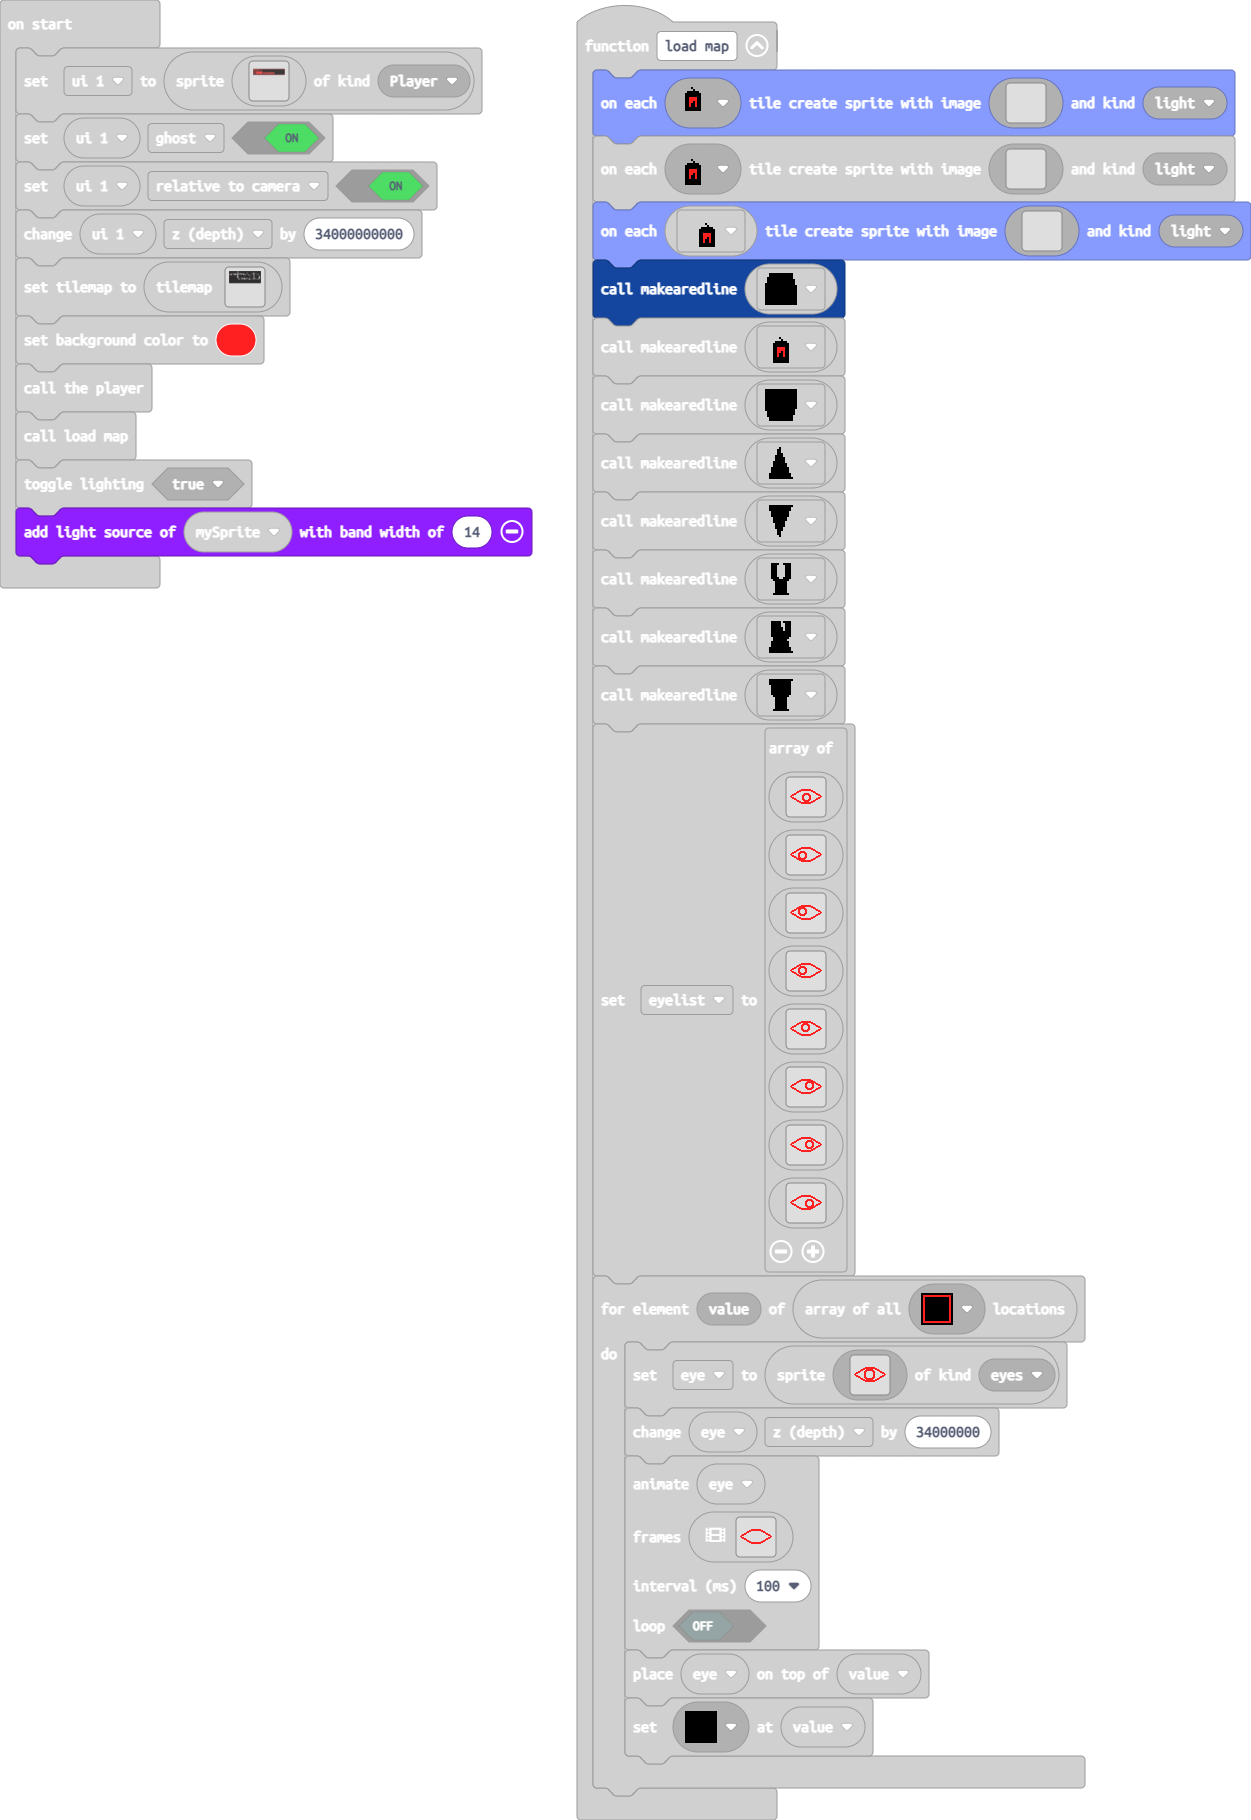 on start
set ui 1 to sprite of kind Player
set ui 1 ghost ON
set ui 1 relative to camera ON
change ui 1 z (depth) by 34000000000
set tilemap to tilemap
set background color to
call the player
call load map
toggle lighting true
add light source of mySprite with band width of 14
function load map
on each tile create sprite with image and kind light
on each tile create sprite with image and kind light
on each tile create sprite with image and kind light
call makearedline
call makearedline
call makearedline
call makearedline
call makearedline
call makearedline
call makearedline
call makearedline
set eyelist to array of
for element value of array of all locations
do
set eye to sprite of kind eyes
change eye z (depth) by 34000000
animate eye
frames
interval (ms) 100
loop OFF
place eye on top of value
set at value